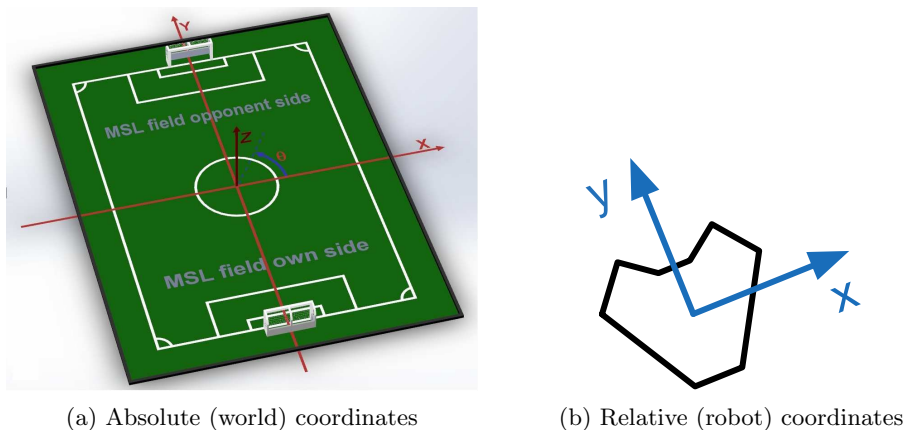 Y
MSL field opponent side
Z
θ
X
MSL field own side
y
x
(a) Absolute (world) coordinates
(b) Relative (robot) coordinates